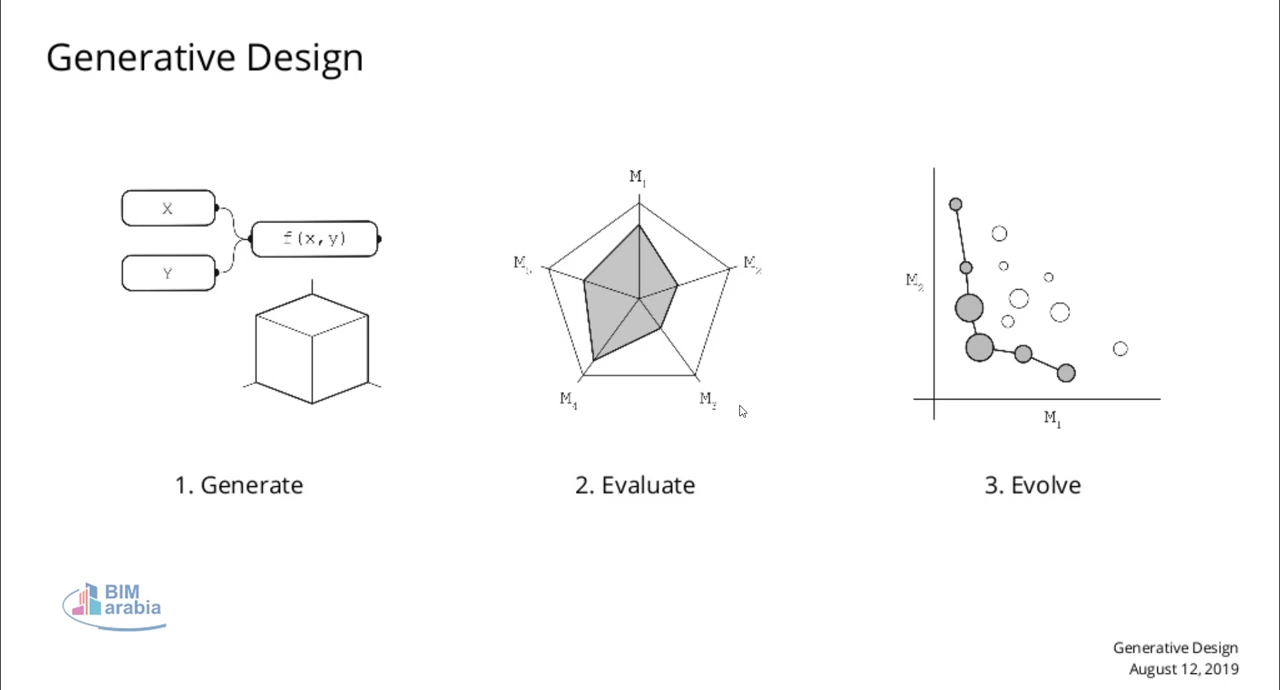 Generative Design
X
Y
f(x,y)
M1
M2
M3
M4
M5
M2
M1
1. Generate
2. Evaluate
3. Evolve
BIM
arabia
Generative Design
August 12, 2019